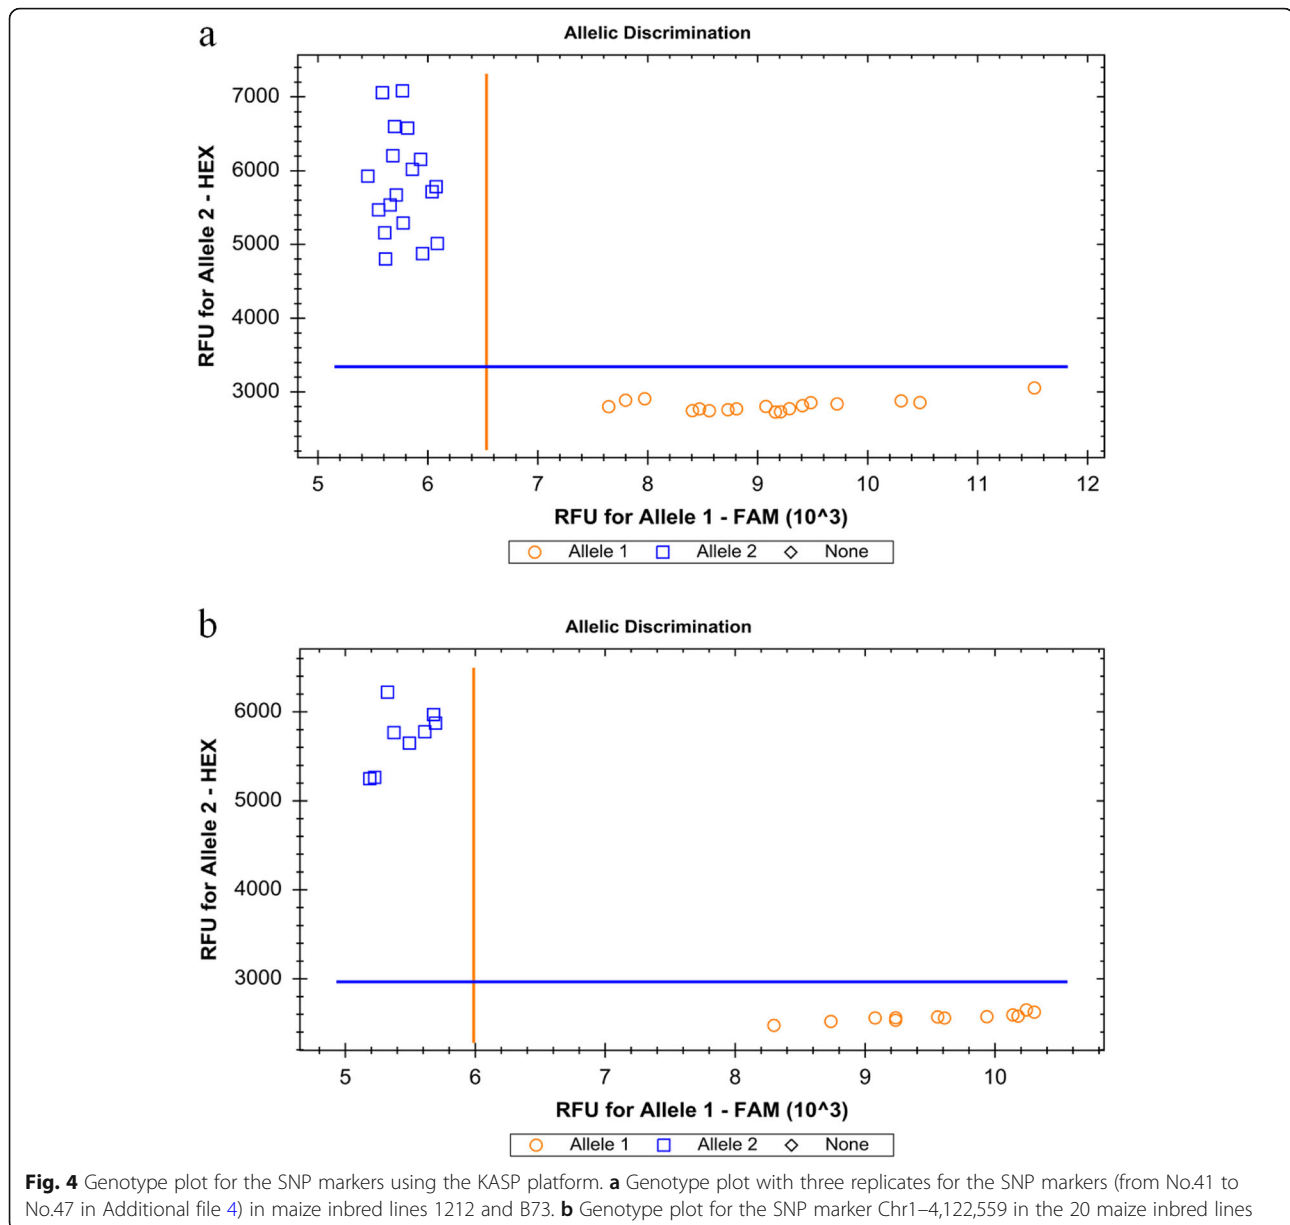 a
Allelic Discrimination
7000
6000
5000
4000
3000
RFU for Allele 2 - HEX
5 6 7 8 9 10 11 12
RFU for Allele 1 - FAM (10^3)
Allele 1 Allele 2 None
b
Allelic Discrimination
6000
5000
4000
3000
RFU for Allele 2 - HEX
5 6 7 8 9 10
RFU for Allele 1 - FAM (10^3)
Allele 1 Allele 2 None
Fig. 4 Genotype plot for the SNP markers using the KASP platform. a Genotype plot with three replicates for the SNP markers (from No.41 to
No.47 in Additional file 4) in maize inbred lines 1212 and B73. b Genotype plot for the SNP marker Chr1–4,122,559 in the 20 maize inbred lines